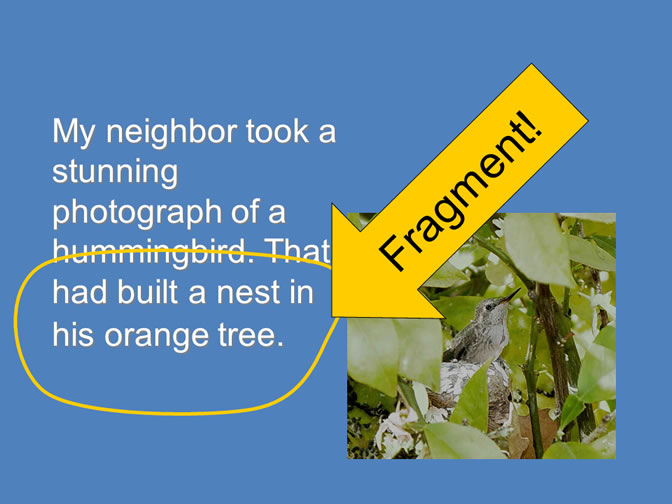 My neighbor took a
stunning
photograph of a
hummingbird. That
had built a nest in
his orange tree.
Fragment!